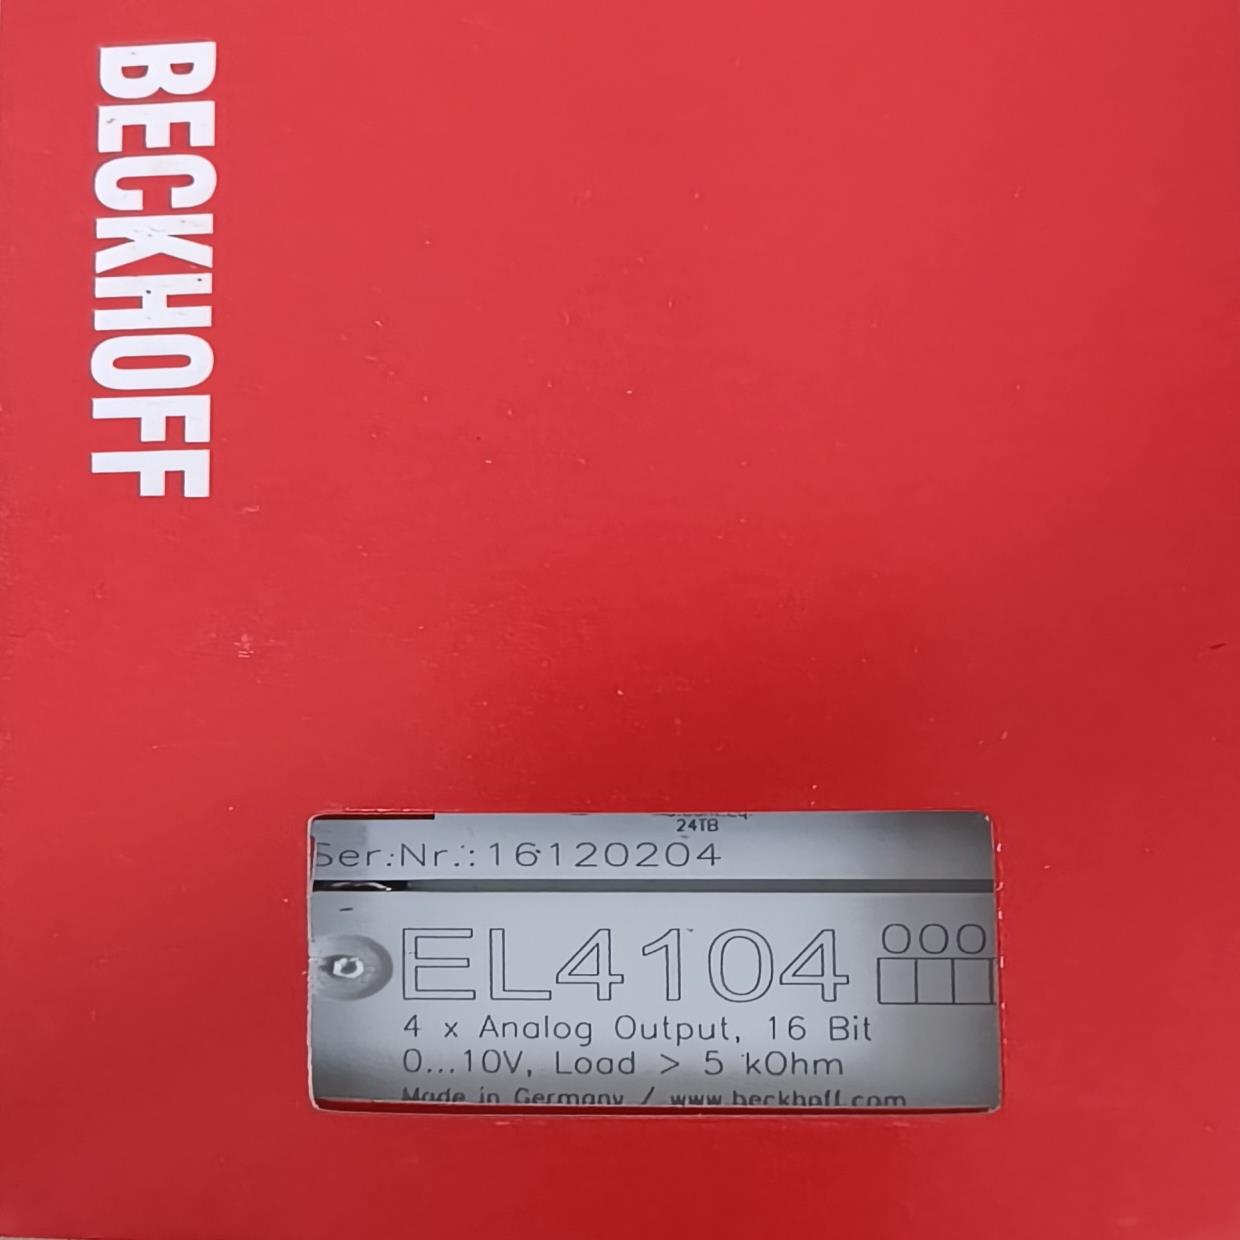 BECKHOFF
24TB
Ser.Nr.: 16120204
EL4104 000
4 x Analog Output, 16 Bit
0...10V, Load > 5 kOhm
Made in Germany / www.beckhoff.com